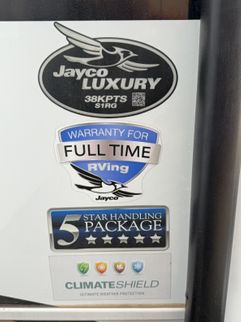 Jayco
LUXURY
38KPTS
S1RG
WARRANTY FOR
FULL TIME
RVing
Jayco
5 STAR HANDLING
PACKAGE
CLIMATESHIELD
ULTIMATE WEATHER PROTECTION